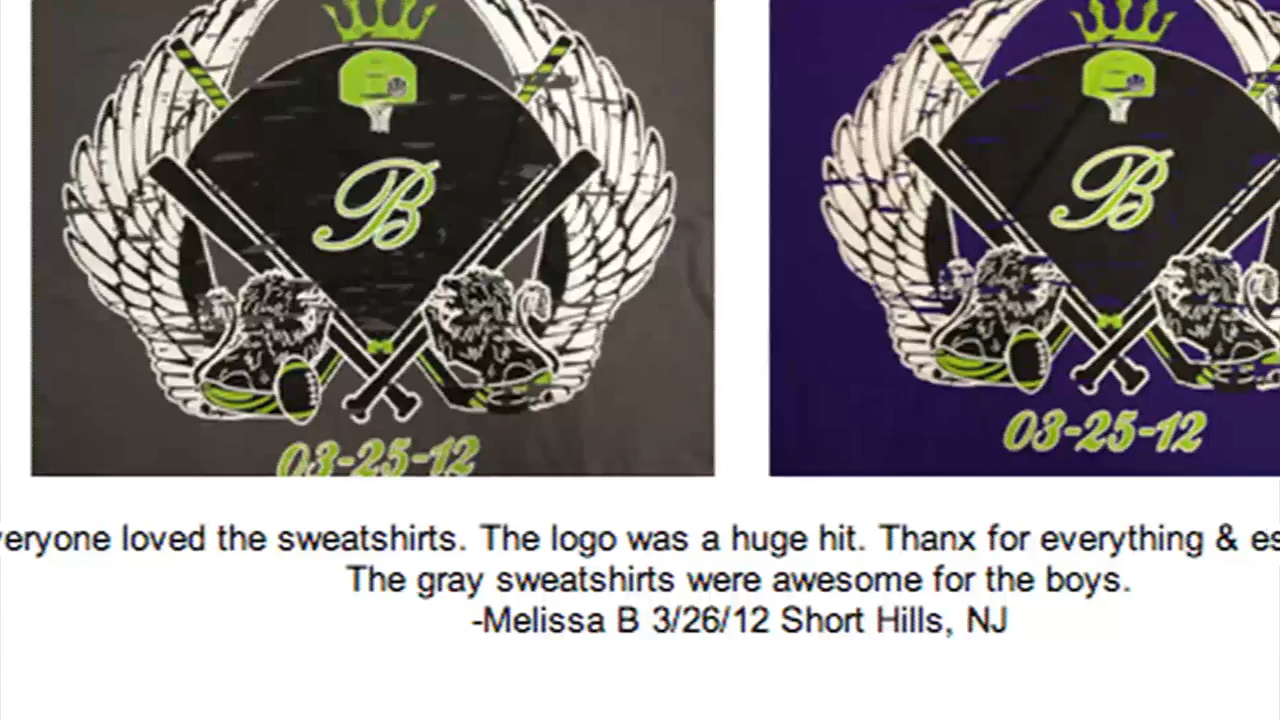 B
B
03-25-12
03-25-12
veryone loved the sweatshirts. The logo was a huge hit. Thanx for everything & es
The gray sweatshirts were awesome for the boys.
-Melissa B 3/26/12 Short Hills, NJ